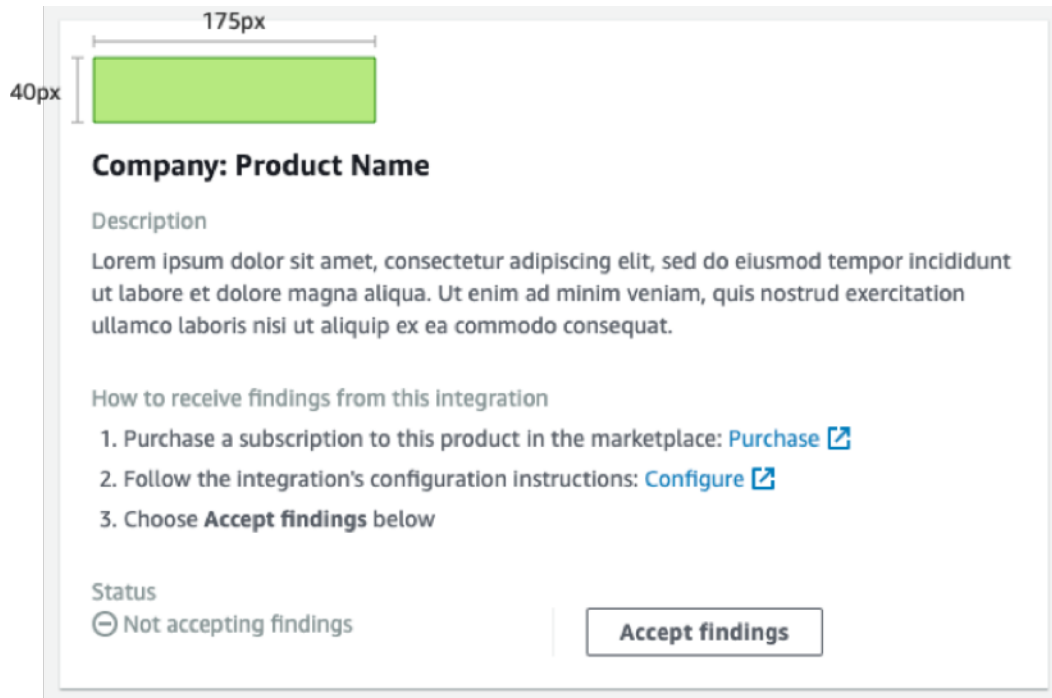 175px
40px
Company: Product Name
Description
Lorem ipsum dolor sit amet, consectetur adipiscing elit, sed do eiusmod tempor incididunt
ut labore et dolore magna aliqua. Ut enim ad minim veniam, quis nostrud exercitation
ullamco laboris nisi ut aliquip ex ea commodo consequat.
How to receive findings from this integration
1. Purchase a subscription to this product in the marketplace: Purchase
2. Follow the integration's configuration instructions: Configure
3. Choose Accept findings below
Status
Not accepting findings
Accept findings